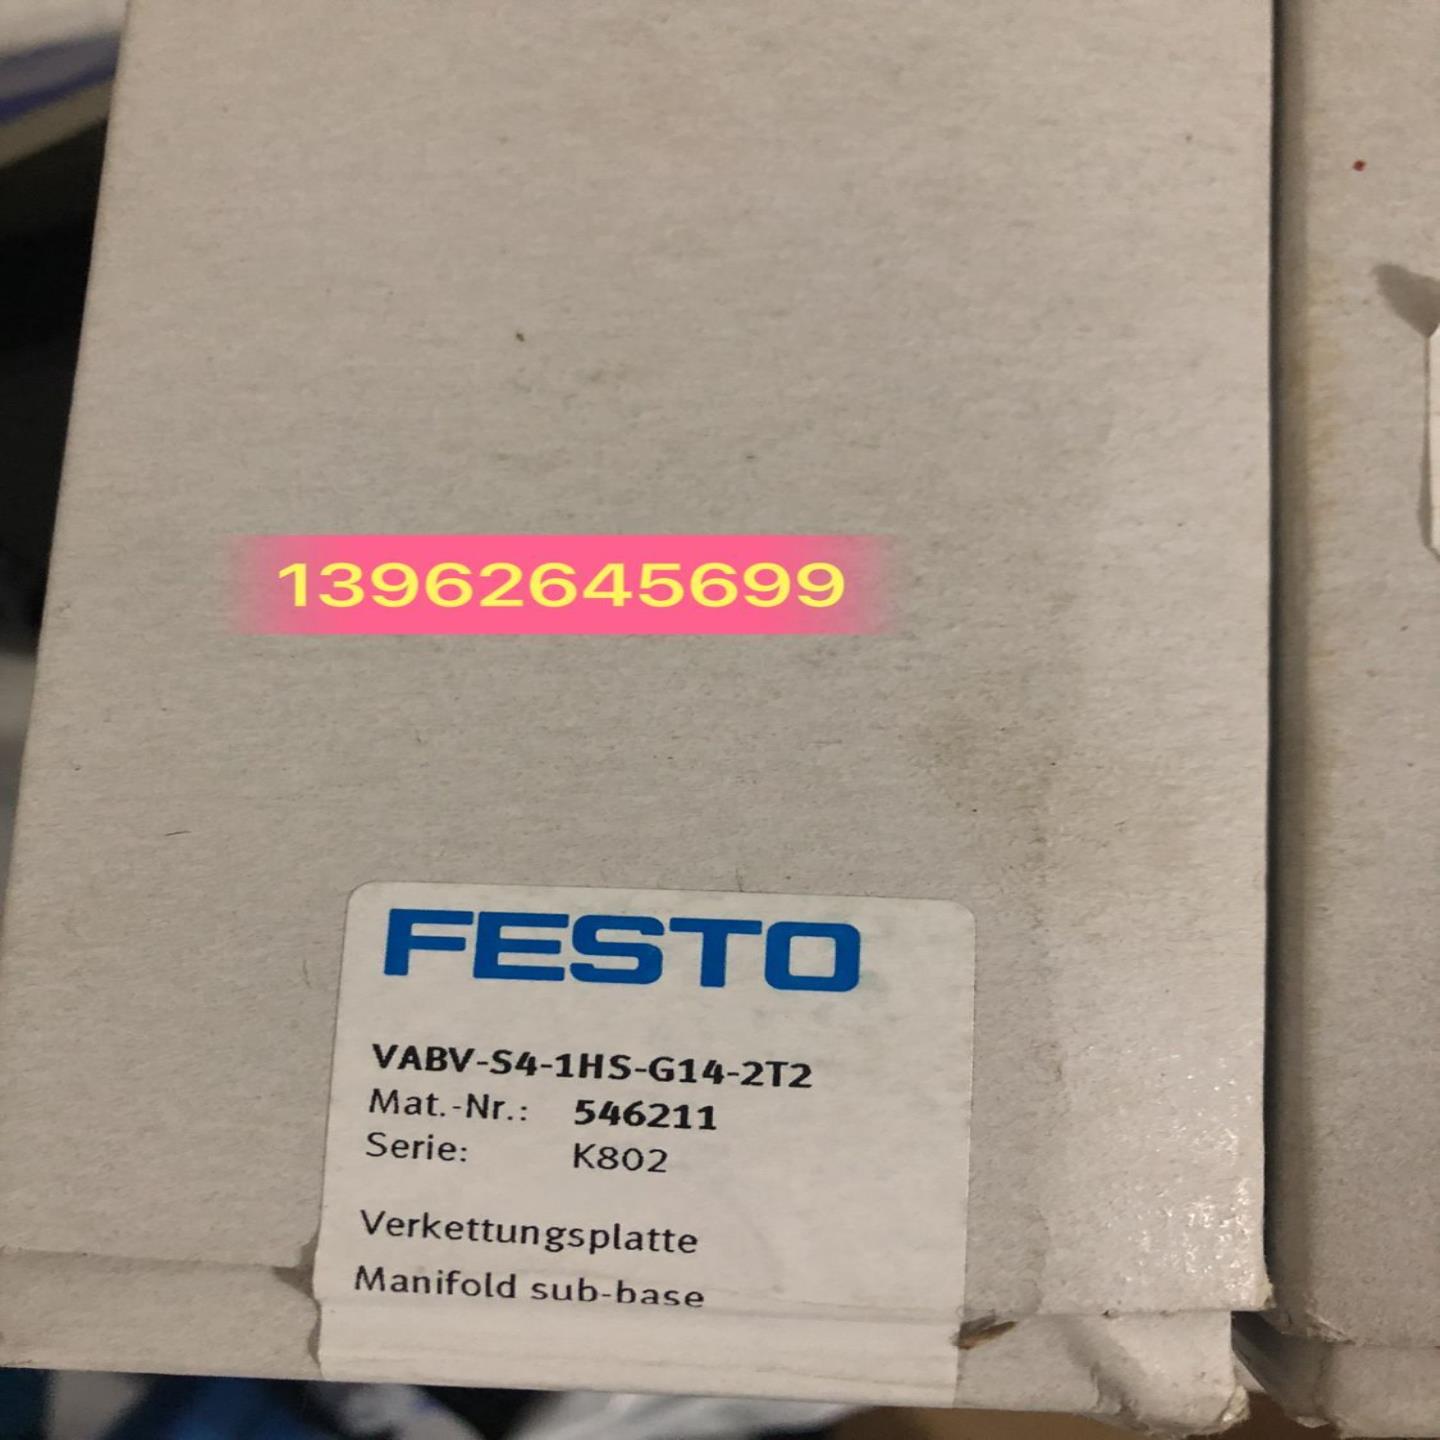 13962645699
FESTO
VABV-S4-1HS-G14-2T2
Mat.-Nr.: 546211
Serie: K802
Verkettungsplatte
Manifold sub-base